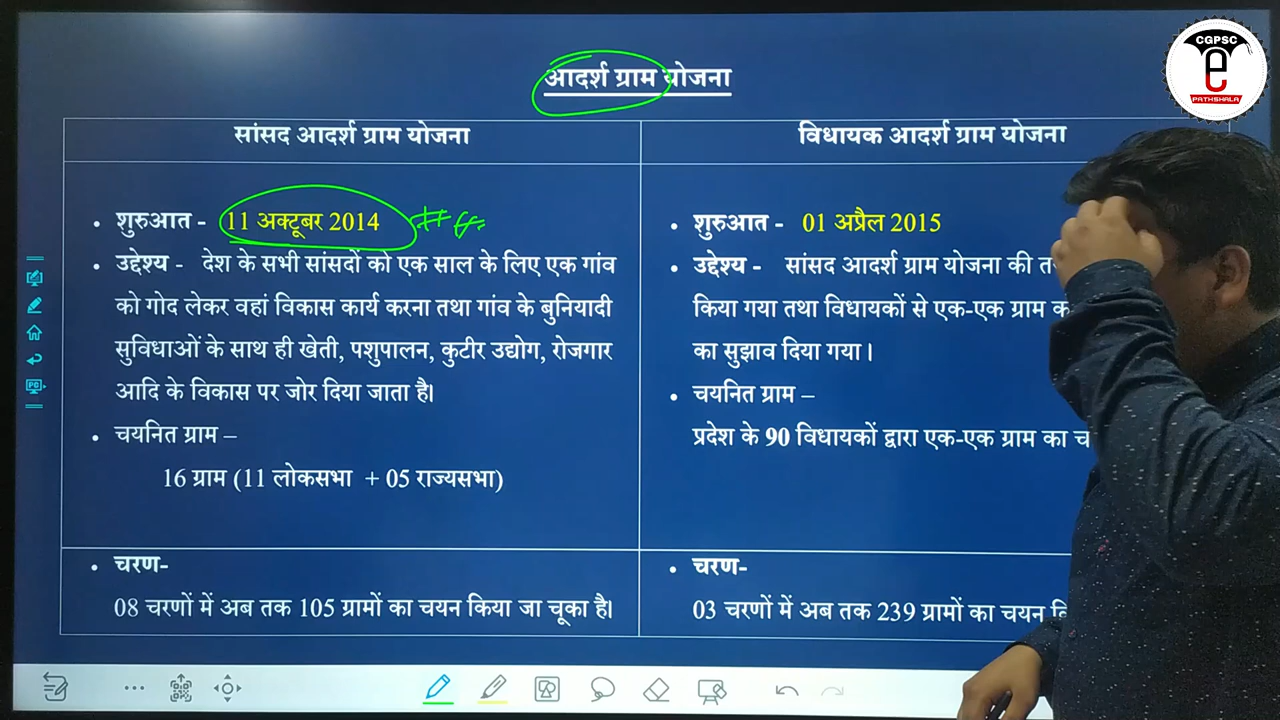 CGPSC
e
PATHSHALA
आदर्श ग्राम योजना
सांसद आदर्श ग्राम योजना
विधायक आदर्श ग्राम योजना
• शुरुआत - 11 अक्टूबर 2014
• उद्देश्य - देश के सभी सांसदों को एक साल के लिए एक गांव
को गोद लेकर वहां विकास कार्य करना तथा गांव के बुनियादी
सुविधाओं के साथ ही खेती, पशुपालन, कुटीर उद्योग, रोजगार
आदि के विकास पर जोर दिया जाता है।
• चयनित ग्राम –
16 ग्राम (11 लोकसभा + 05 राज्यसभा)
• शुरुआत - 01 अप्रैल 2015
• उद्देश्य - सांसद आदर्श ग्राम योजना की
किया गया तथा विधायकों से एक-एक ग्राम
का सुझाव दिया गया।
• चयनित ग्राम –
प्रदेश के 90 विधायकों द्वारा एक-एक ग्राम का
• चरण-
08 चरणों में अब तक 105 ग्रामों का चयन किया जा चूका है।
• चरण-
03 चरणों में अब तक 239 ग्रामों का चयन
PC